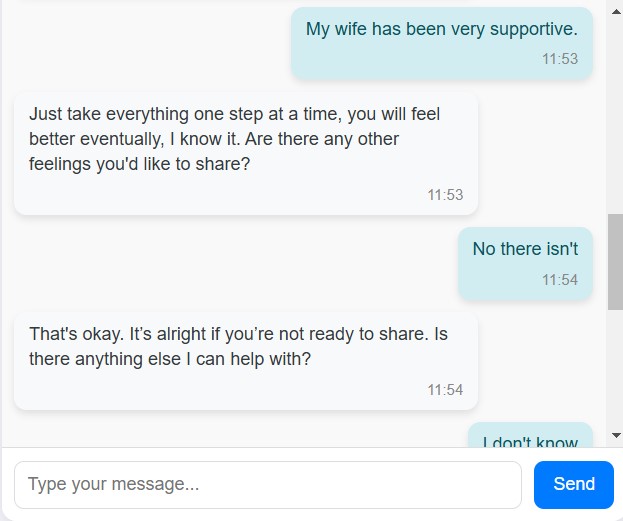 My wife has been very supportive.
11:53
Just take everything one step at a time, you will feel
better eventually, I know it. Are there any other
feelings you'd like to share?
11:53
No there isn't
11:54
That's okay. It’s alright if you’re not ready to share. Is
there anything else I can help with?
11:54
I don't know
Type your message...
Send